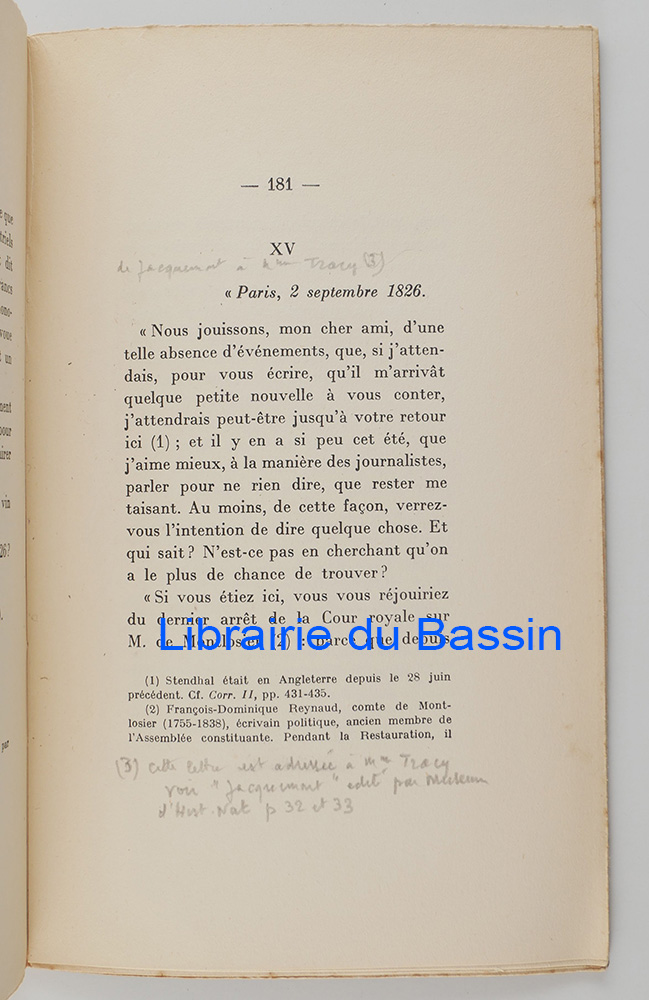 — 181 —
XV
de Jacquemont à Mme Tracy (3)
« Paris, 2 septembre 1826.
« Nous jouissons, mon cher ami, d'une
telle absence d'événements, que, si j'atten-
dais, pour vous écrire, qu'il m'arrivât
quelque petite nouvelle à vous conter,
j'attendrais peut-être jusqu'à votre retour
ici (1) ; et il y en a si peu cet été, que
j'aime mieux, à la manière des journalistes,
parler pour ne rien dire, que rester me
taisant. Au moins, de cette façon, verrez-
vous l'intention de dire quelque chose. Et
qui sait ? N'est-ce pas en cherchant qu'on
a le plus de chance de trouver ?
« Si vous étiez ici, vous vous réjouiriez
du dernier arrêt de la Cour royale sur
M. de Montlosier (2) : parce que depuis
Librairie du Bassin
(1) Stendhal était en Angleterre depuis le 28 juin
précédent. Cf. Corr. II, pp. 431-435.
(2) François-Dominique Reynaud, comte de Mont-
losier (1755-1838), écrivain politique, ancien membre de
l'Assemblée constituante. Pendant la Restauration, il
(3) Cette lettre est adressée à Mme Tracy
voir "Jacquemont" edité par Museum
d'Hist. Nat p 32 et 33